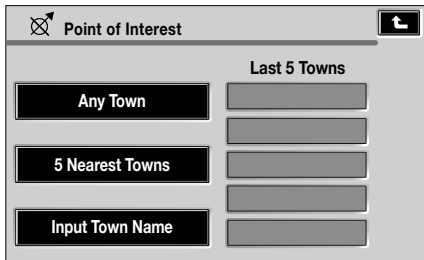 Point of Interest
Last 5 Towns
Any Town
5 Nearest Towns
Input Town Name